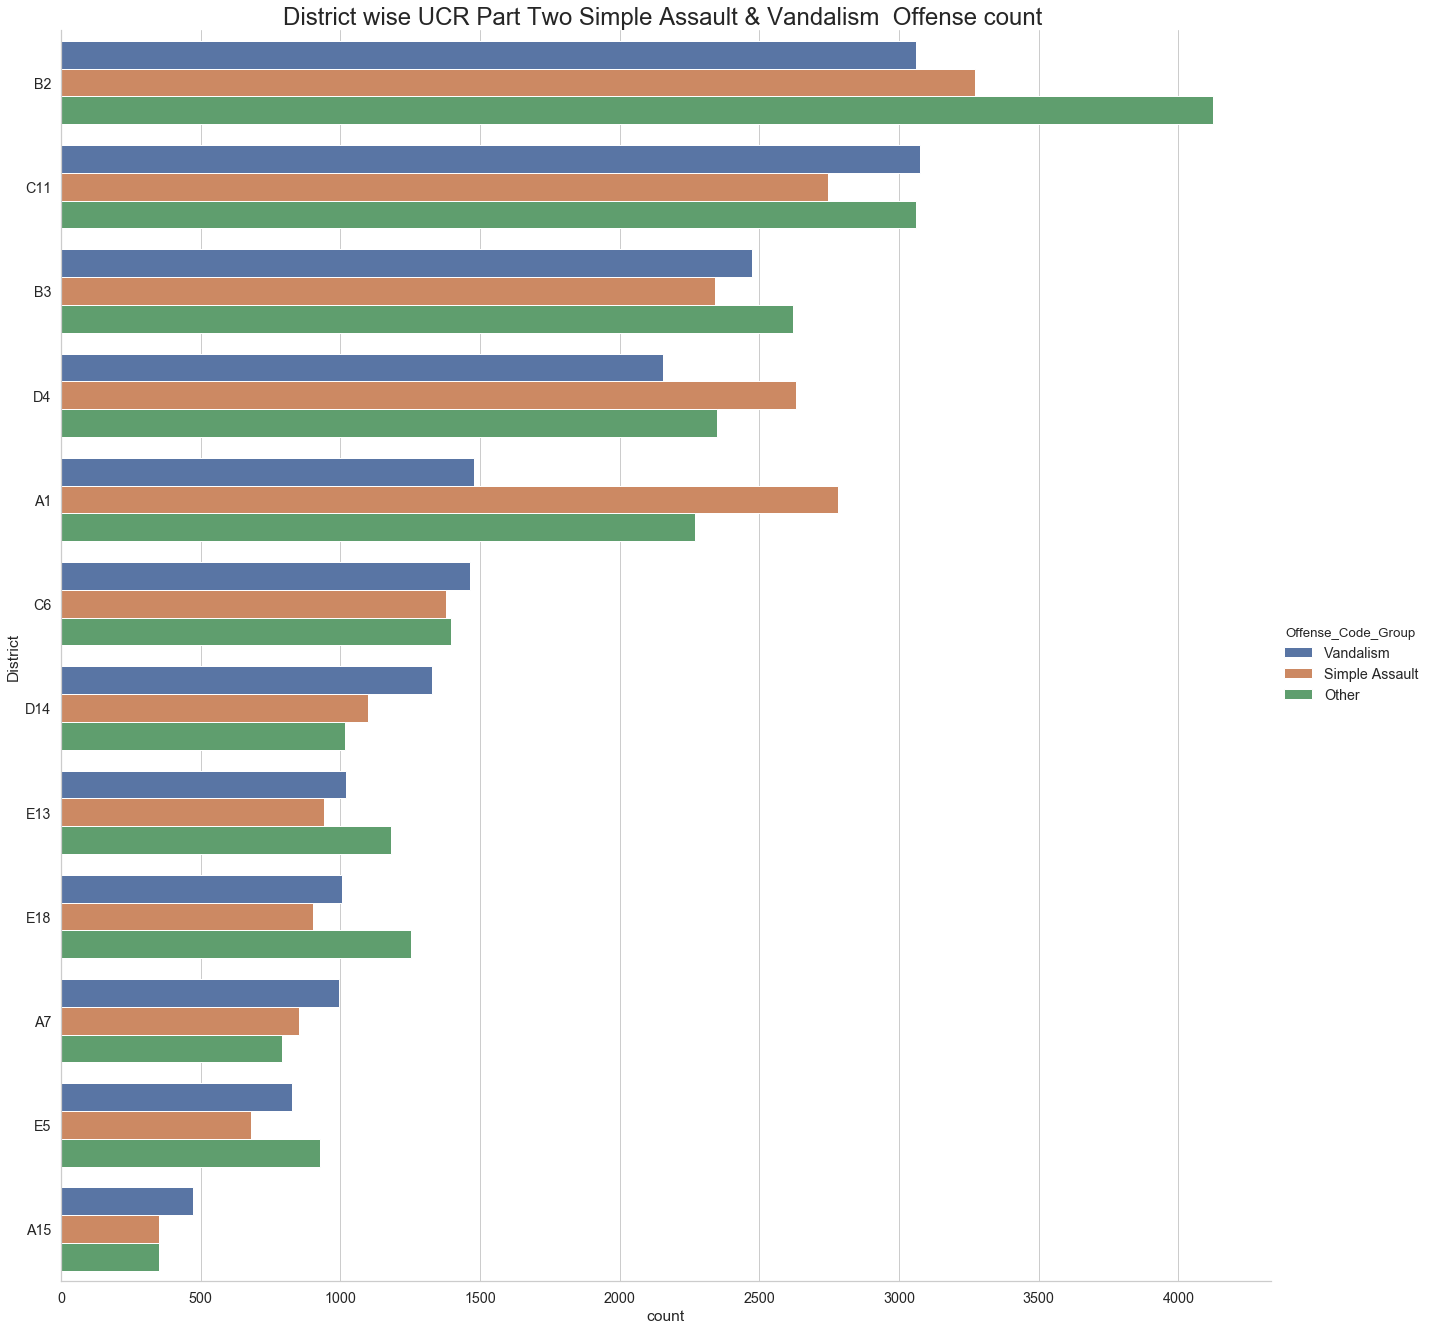 District wise UCR Part Two Simple Assault & Vandalism  Offense count
B2
C11
B3
D4
A1
C6
D14
E13
E18
A7
E5
A15
District
0 500 1000 1500 2000 2500 3000 3500 4000
count
Offense_Code_Group
Vandalism
Simple Assault
Other